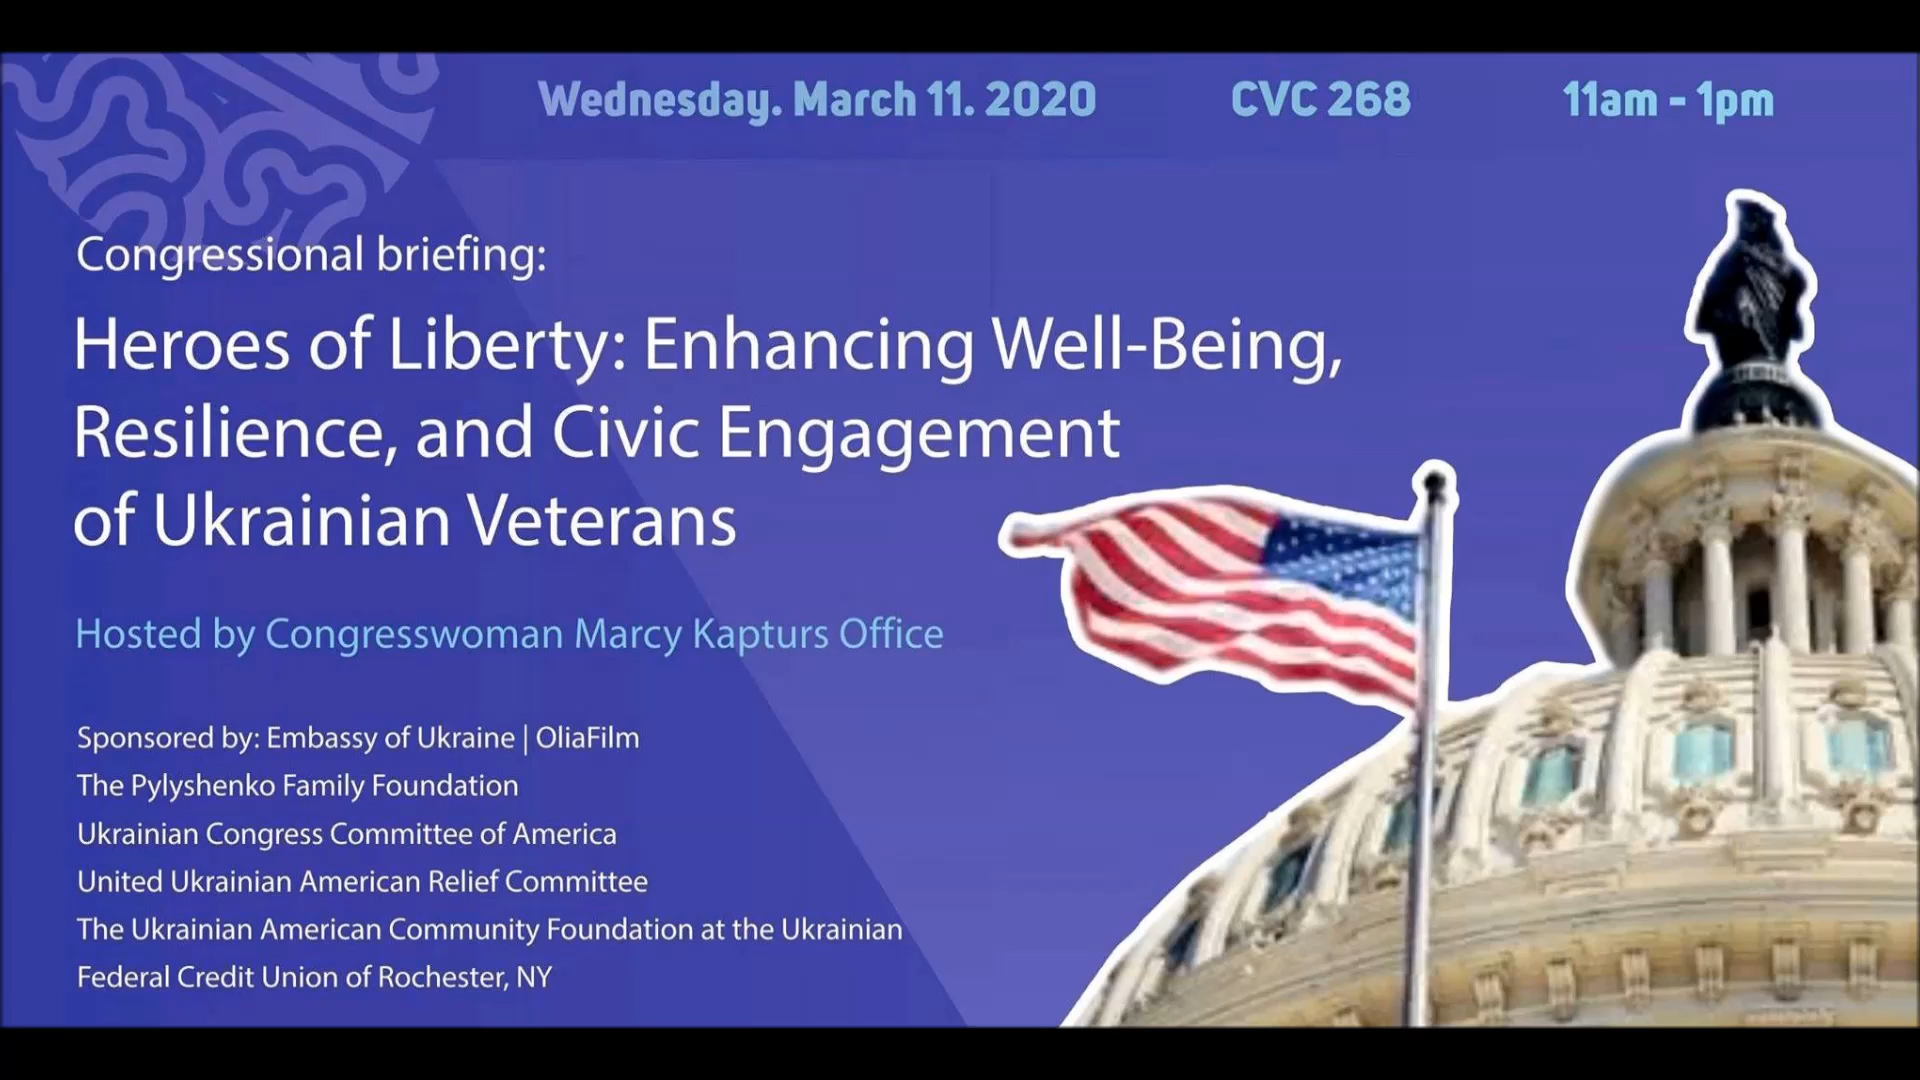 Wednesday. March 11. 2020 CVC 268 11am - 1pm
Congressional briefing:
Heroes of Liberty: Enhancing Well-Being,
Resilience, and Civic Engagement
of Ukrainian Veterans
Hosted by Congresswoman Marcy Kapturs Office
Sponsored by: Embassy of Ukraine | OliaFilm
The Pylyshenko Family Foundation
Ukrainian Congress Committee of America
United Ukrainian American Relief Committee
The Ukrainian American Community Foundation at the Ukrainian
Federal Credit Union of Rochester, NY